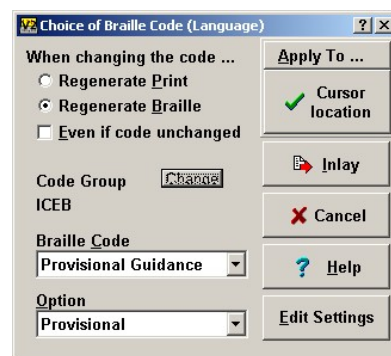 Choice of Braille Code (Language)
When changing the code ...
Regenerate Print
Regenerate Braille
Even if code unchanged
Code Group
Change
ICEB
Braille Code
Provisional Guidance
Option
Provisional
Apply To ...
Cursor
location
Inlay
Cancel
Help
Edit Settings